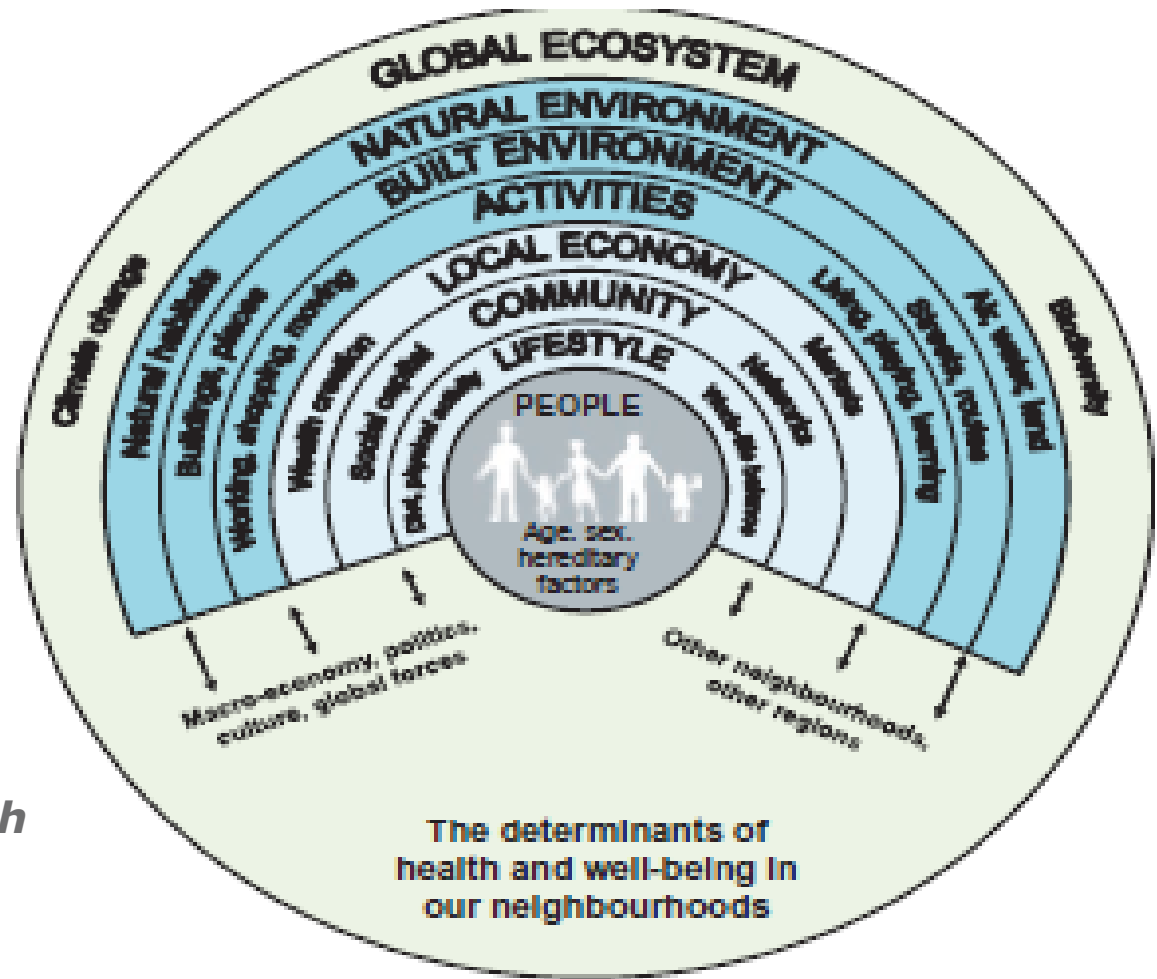 GLOBAL ECOSYSTEM
NATURAL ENVIRONMENT
BUILT ENVIRONMENT
ACTIVITIES
LOCAL ECONOMY
COMMUNITY
LIFESTYLE
PEOPLE
Age, sex,
hereditary
factors
Climate change
Natural habitats
Buildings, places
Working, shopping, moving
Wealth creation
Social capital
Diet, physical activity
Work-life balance
Networks
Markets
Living, playing, learning
Streets, routes
Air, water, land
Biodiversity
Macro-economy, politics,
culture, global forces
Other neighbourhoods,
other regions
h
The determinants of
health and well-being in
our neighbourhoods